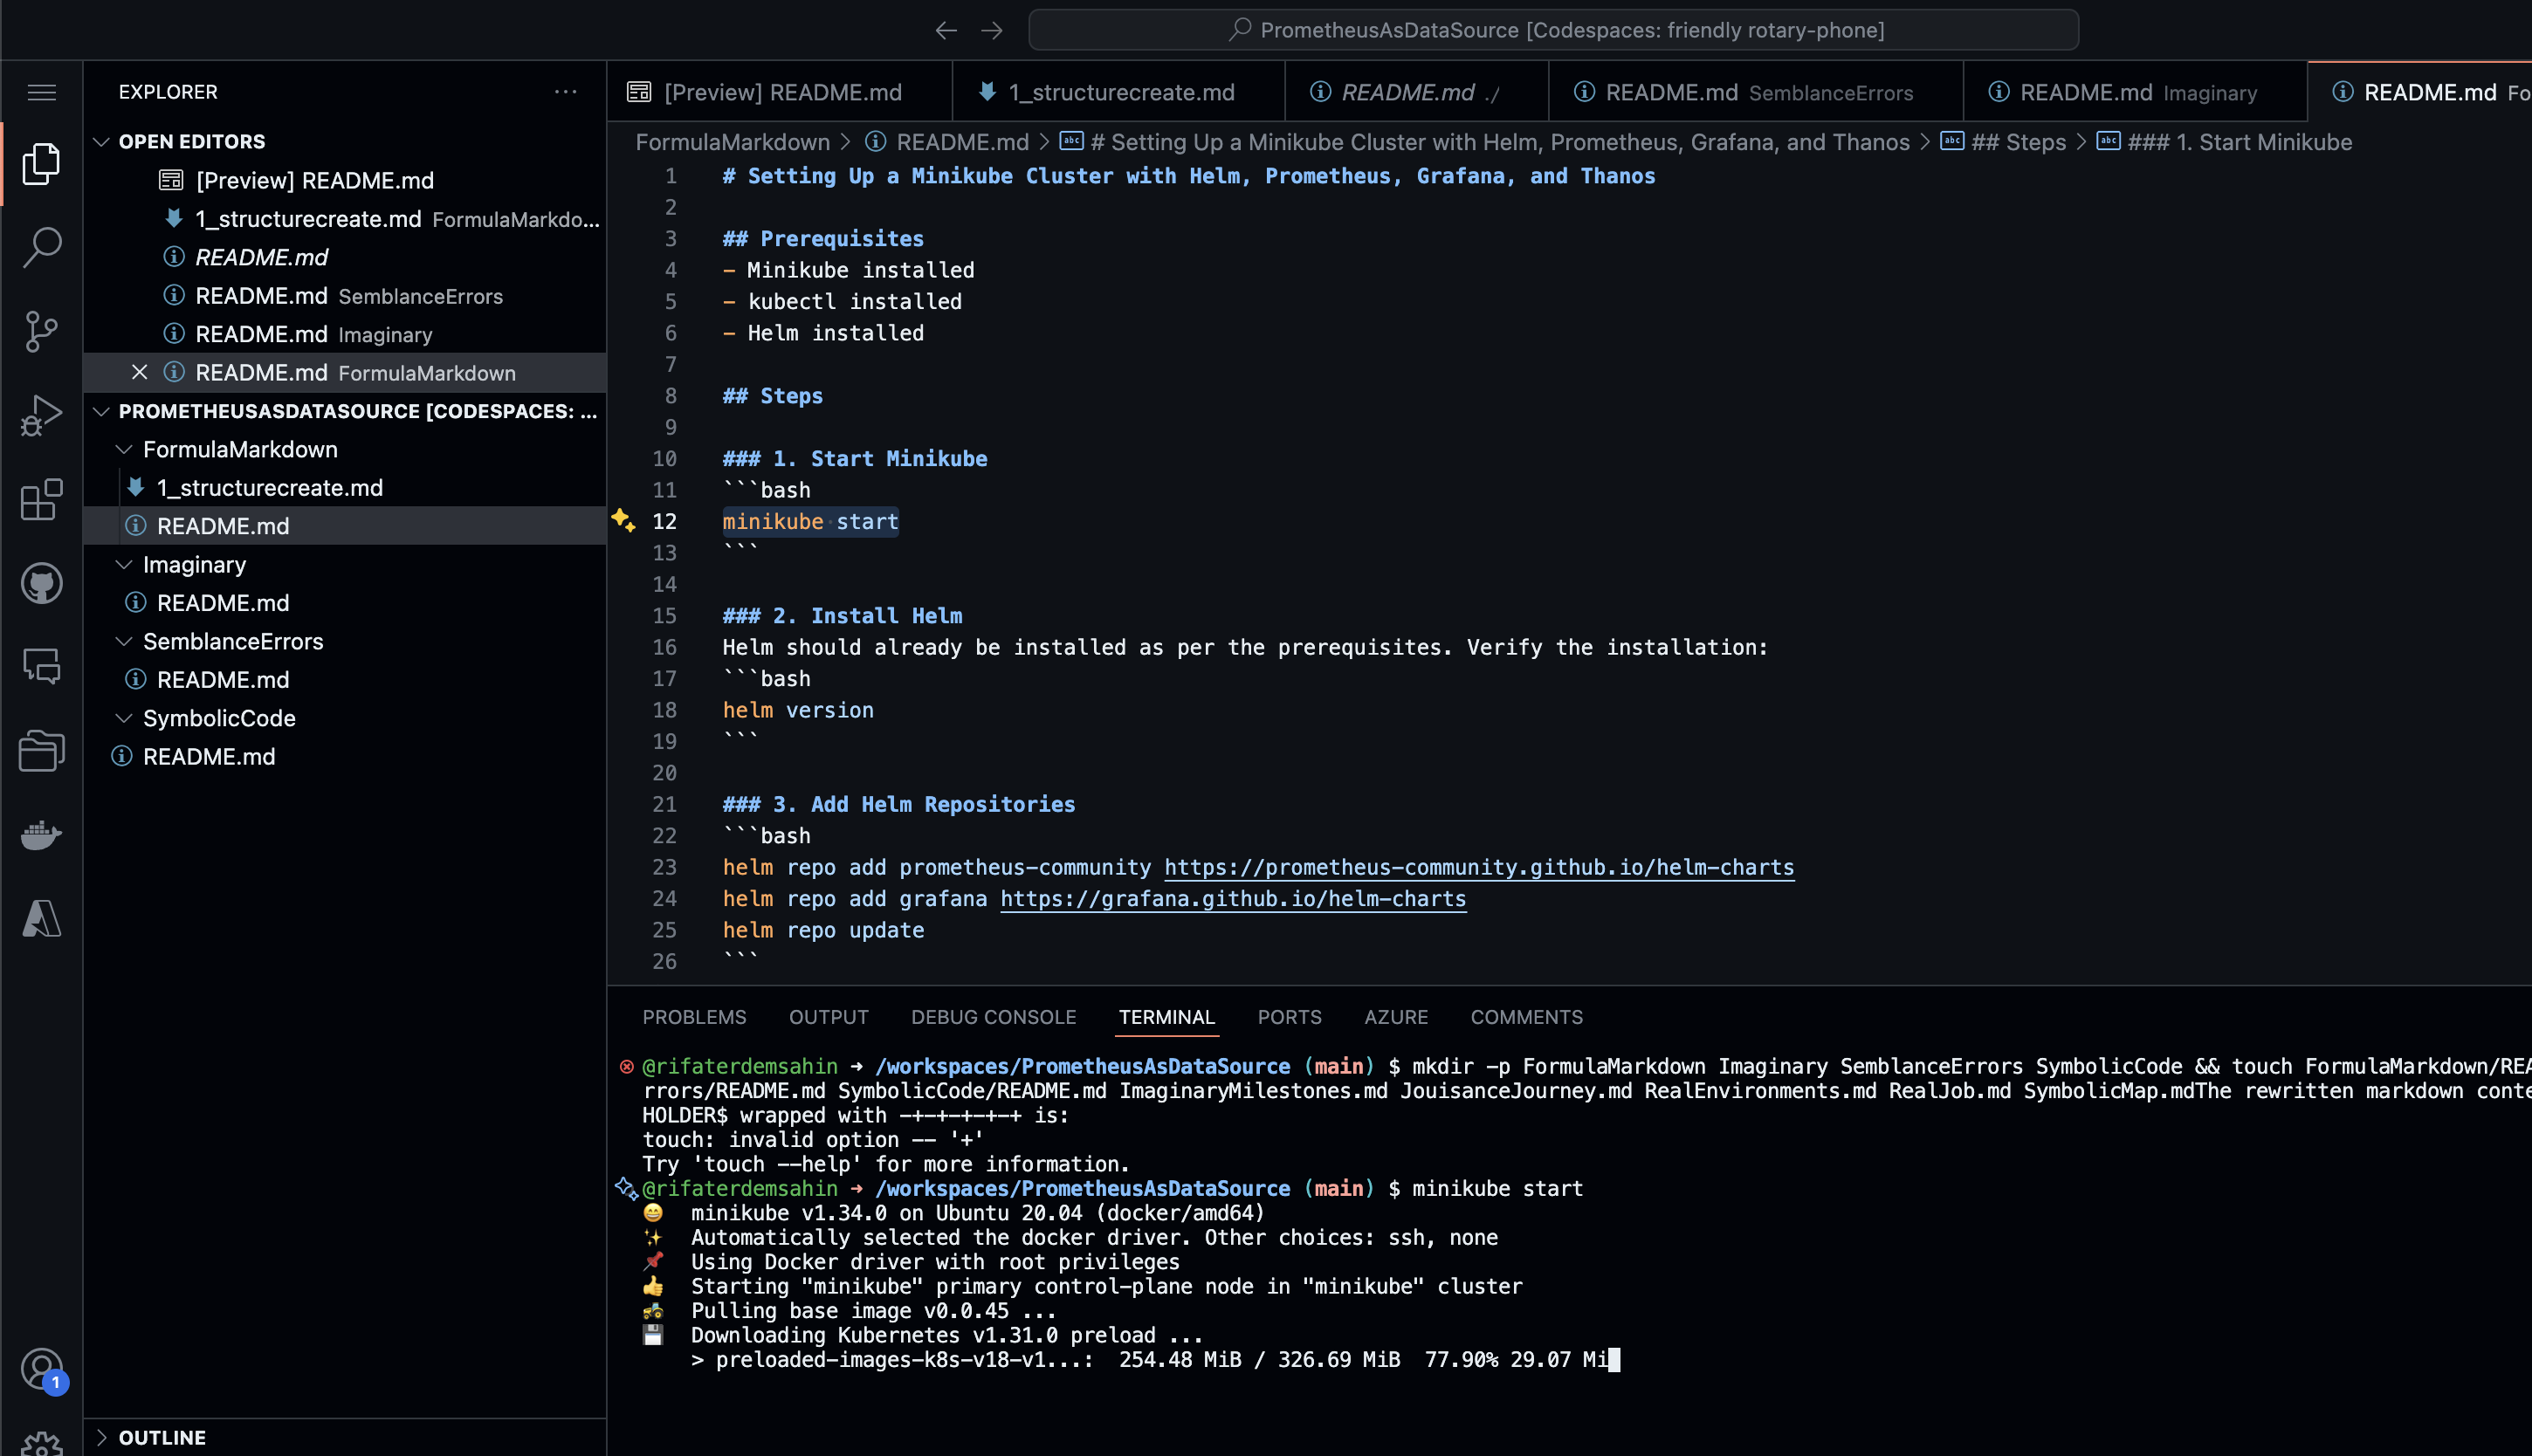 PrometheusAsDataSource [Codespaces: friendly rotary-phone]
EXPLORER
OPEN EDITORS
[Preview] README.md
1_structurecreate.md FormulaMarkdo...
README.md
README.md SemblanceErrors
README.md Imaginary
README.md FormulaMarkdown
PROMETHEUSASDATASOURCE [CODESPACES: ...
FormulaMarkdown
1_structurecreate.md
README.md
Imaginary
README.md
SemblanceErrors
README.md
SymbolicCode
README.md
1
OUTLINE
[Preview] README.md
1_structurecreate.md
README.md ./
README.md SemblanceErrors
README.md Imaginary
README.md Fo
FormulaMarkdown > README.md > # Setting Up a Minikube Cluster with Helm, Prometheus, Grafana, and Thanos > ## Steps > ### 1. Start Minikube
1 # Setting Up a Minikube Cluster with Helm, Prometheus, Grafana, and Thanos
2
3 ## Prerequisites
4 - Minikube installed
5 - kubectl installed
6 - Helm installed
7
8 ## Steps
9
10 ### 1. Start Minikube
11 ```bash
12 minikube start
13 ```
14
15 ### 2. Install Helm
16 Helm should already be installed as per the prerequisites. Verify the installation:
17 ```bash
18 helm version
19 ```
20
21 ### 3. Add Helm Repositories
22 ```bash
23 helm repo add prometheus-community https://prometheus-community.github.io/helm-charts
24 helm repo add grafana https://grafana.github.io/helm-charts
25 helm repo update
26 ```
PROBLEMS OUTPUT DEBUG CONSOLE TERMINAL PORTS AZURE COMMENTS
@rifaterdemsahin ➜ /workspaces/PrometheusAsDataSource (main) $ mkdir -p FormulaMarkdown Imaginary SemblanceErrors SymbolicCode && touch FormulaMarkdown/REA
rrors/README.md SymbolicCode/README.md ImaginaryMilestones.md JouisanceJourney.md RealEnvironments.md RealJob.md SymbolicMap.mdThe rewritten markdown conte
HOLDER$ wrapped with -+-+-+-+-+ is:
touch: invalid option -- '+'
Try 'touch --help' for more information.
@rifaterdemsahin ➜ /workspaces/PrometheusAsDataSource (main) $ minikube start
😄 minikube v1.34.0 on Ubuntu 20.04 (docker/amd64)
✨ Automatically selected the docker driver. Other choices: ssh, none
📌 Using Docker driver with root privileges
👍 Starting "minikube" primary control-plane node in "minikube" cluster
🚜 Pulling base image v0.0.45 ...
💾 Downloading Kubernetes v1.31.0 preload ...
> preloaded-images-k8s-v18-v1...: 254.48 MiB / 326.69 MiB 77.90% 29.07 Mi